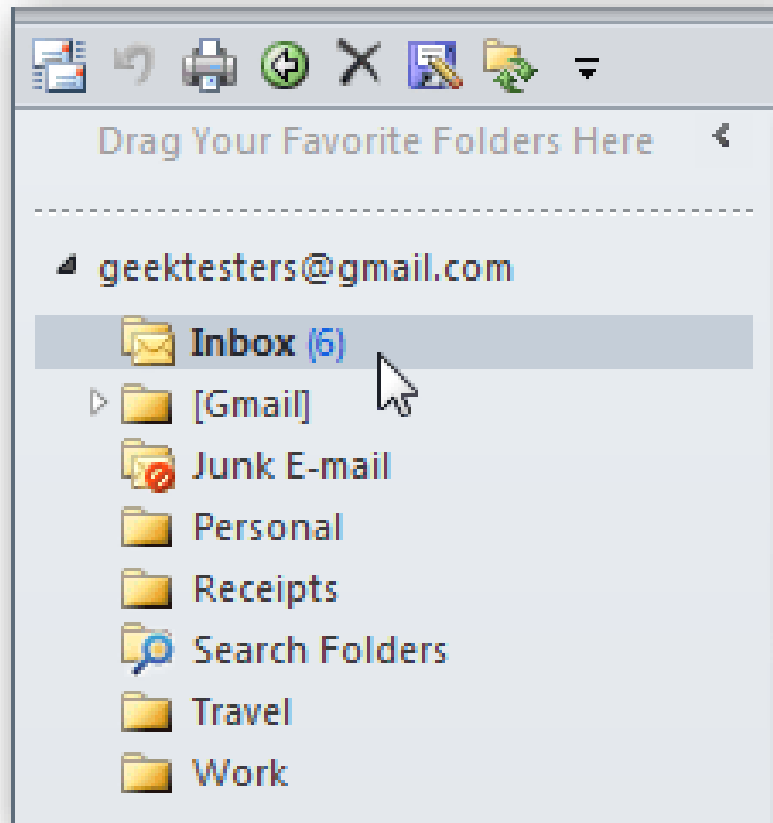 Drag Your Favorite Folders Here
geektesters@gmail.com
Inbox (6)
[Gmail]
Junk E-mail
Personal
Receipts
Search Folders
Travel
Work